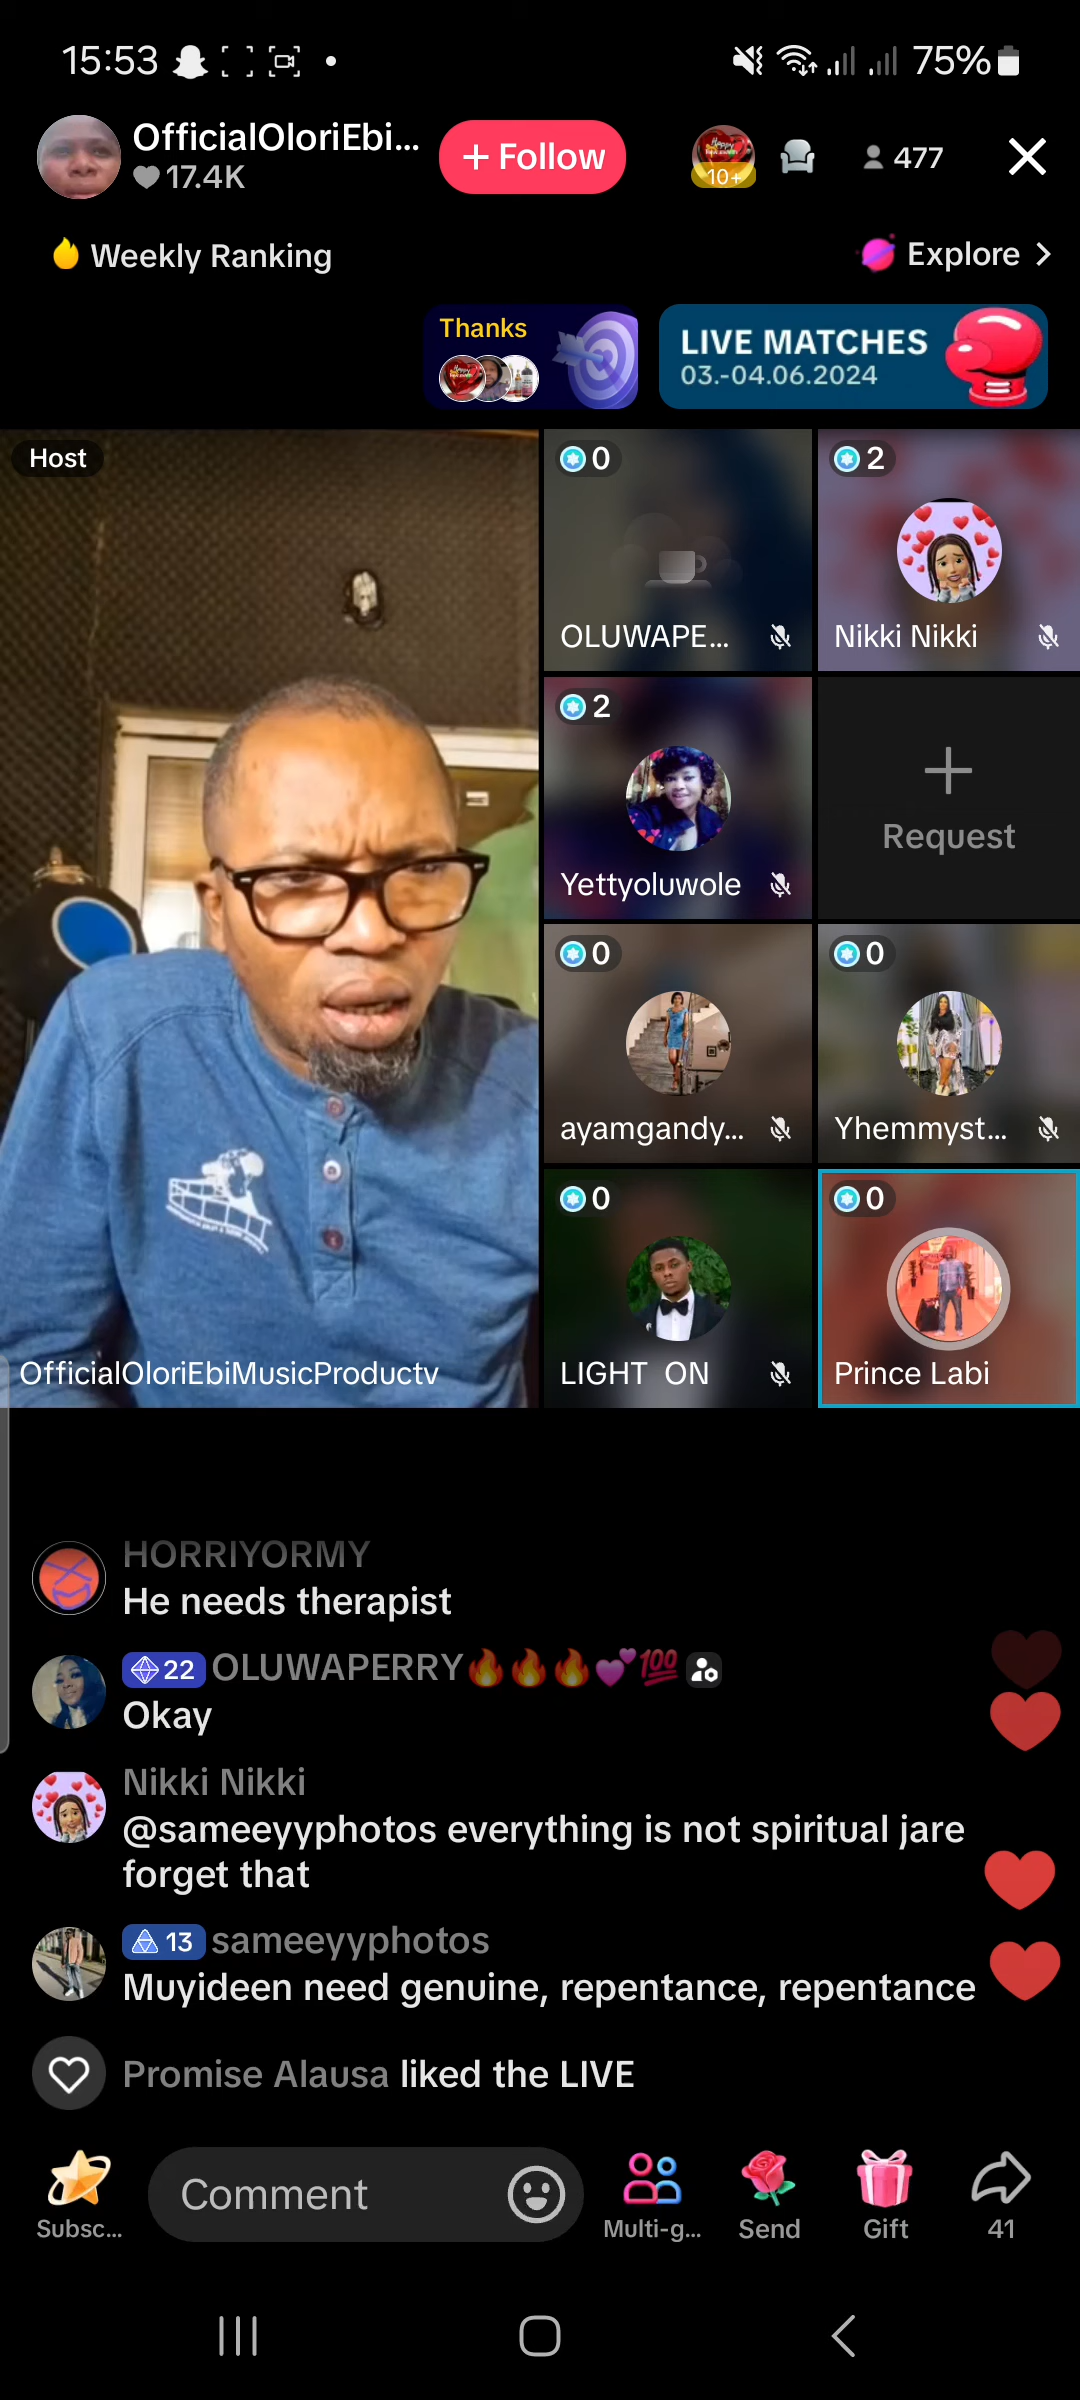 15:53
75%
OfficialOloriEbi...
17.4K
+ Follow
10+
477
Weekly Ranking
Explore
Thanks
LIVE MATCHES
03.-04.06.2024
Host
0
OLUWAPE...
2
Nikki Nikki
2
Yettyoluwole
Request
0
ayamgandy...
0
Yhemmyst...
0
LIGHT ON
0
Prince Labi
OfficialOloriEbiMusicProductv
HORRIYORMY
He needs therapist
22 OLUWAPERRY🔥🔥🔥💕💯
Okay
Nikki Nikki
@sameeyyphotos everything is not spiritual jare
forget that
13 sameeyyphotos
Muyideen need genuine, repentance, repentance
Promise Alausa liked the LIVE
Comment
Subsc...
Multi-g...
Send
Gift
41